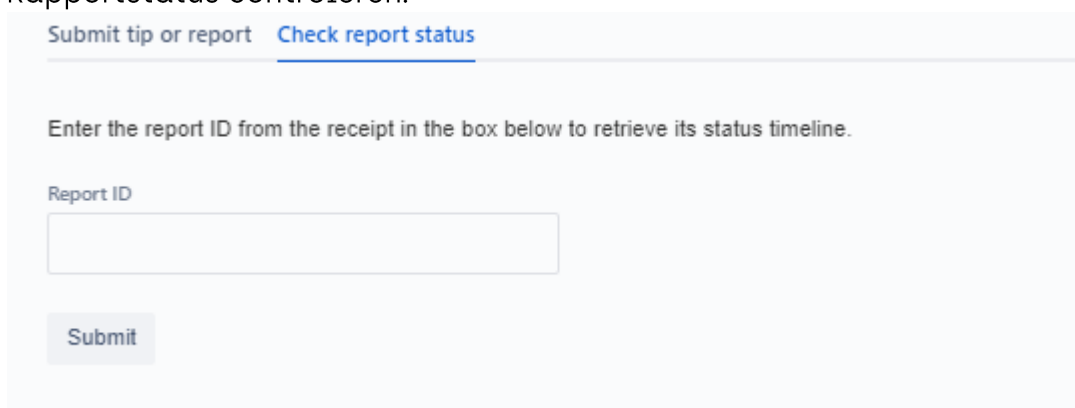 Rapportstatus controleren.
Submit tip or report Check report status
Enter the report ID from the receipt in the box below to retrieve its status timeline.
Report ID
Submit